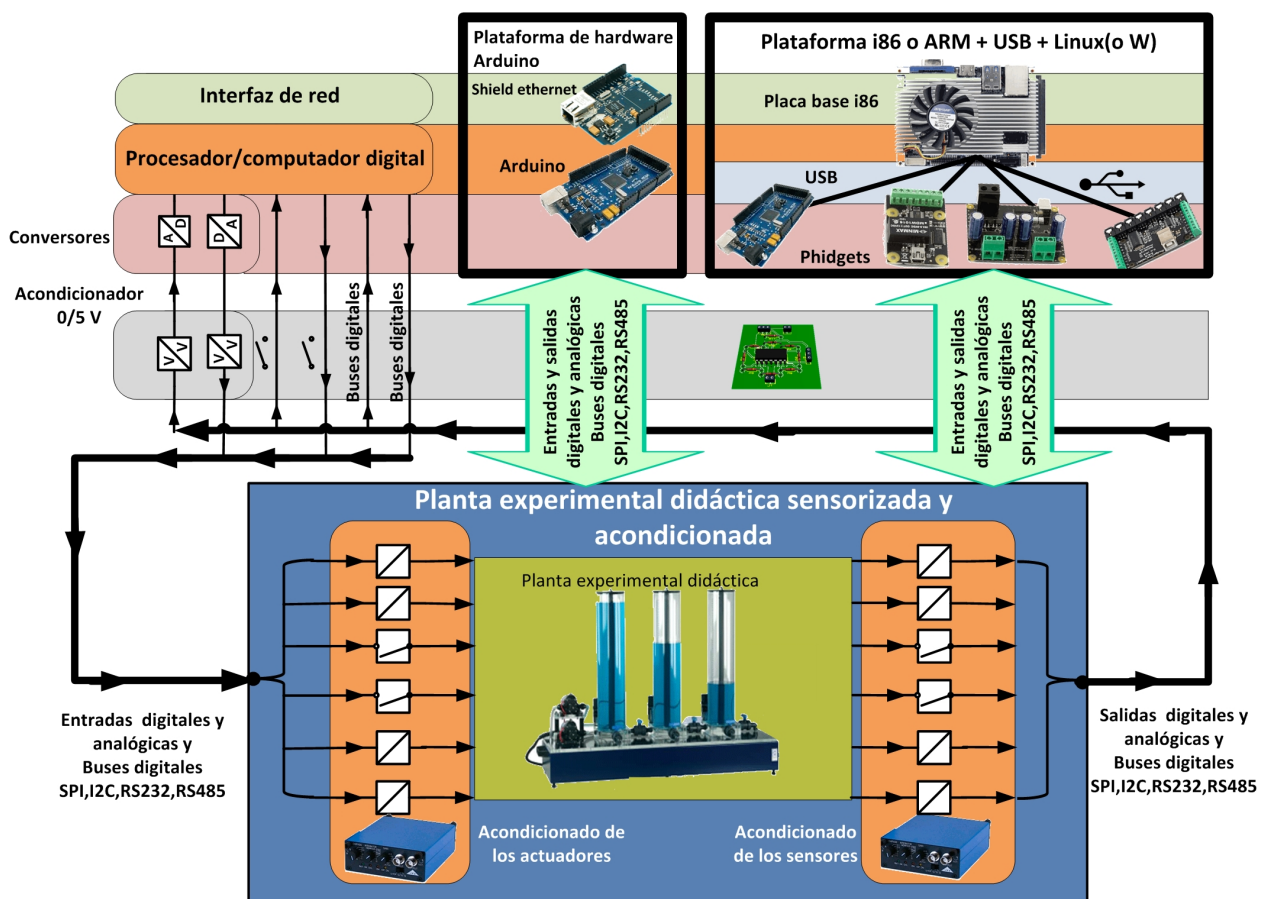 Plataforma de hardware
Arduino
Shield ethernet
Arduino
Plataforma i86 o ARM + USB + Linux(o W)
Placa base i86
USB
Phidgets
Interfaz de red
Procesador/computador digital
Conversores
A
D
D
A
Acondicionador
0/5 V
V
V
V
V
Buses digitales
Buses digitales
Entradas y salidas
digitales y analógicas
Buses digitales
SPI,I2C,RS232,RS485
Entradas y salidas
digitales y analógicas
Buses digitales
SPI,I2C,RS232,RS485
Planta experimental didáctica sensorizada y
acondicionada
Planta experimental didáctica
Entradas digitales y
analógicas y
Buses digitales
SPI,I2C,RS232,RS485
Salidas digitales y
analógicas y
Buses digitales
SPI,I2C,RS232,RS485
Acondicionado de
los actuadores
Acondicionado
de los sensores